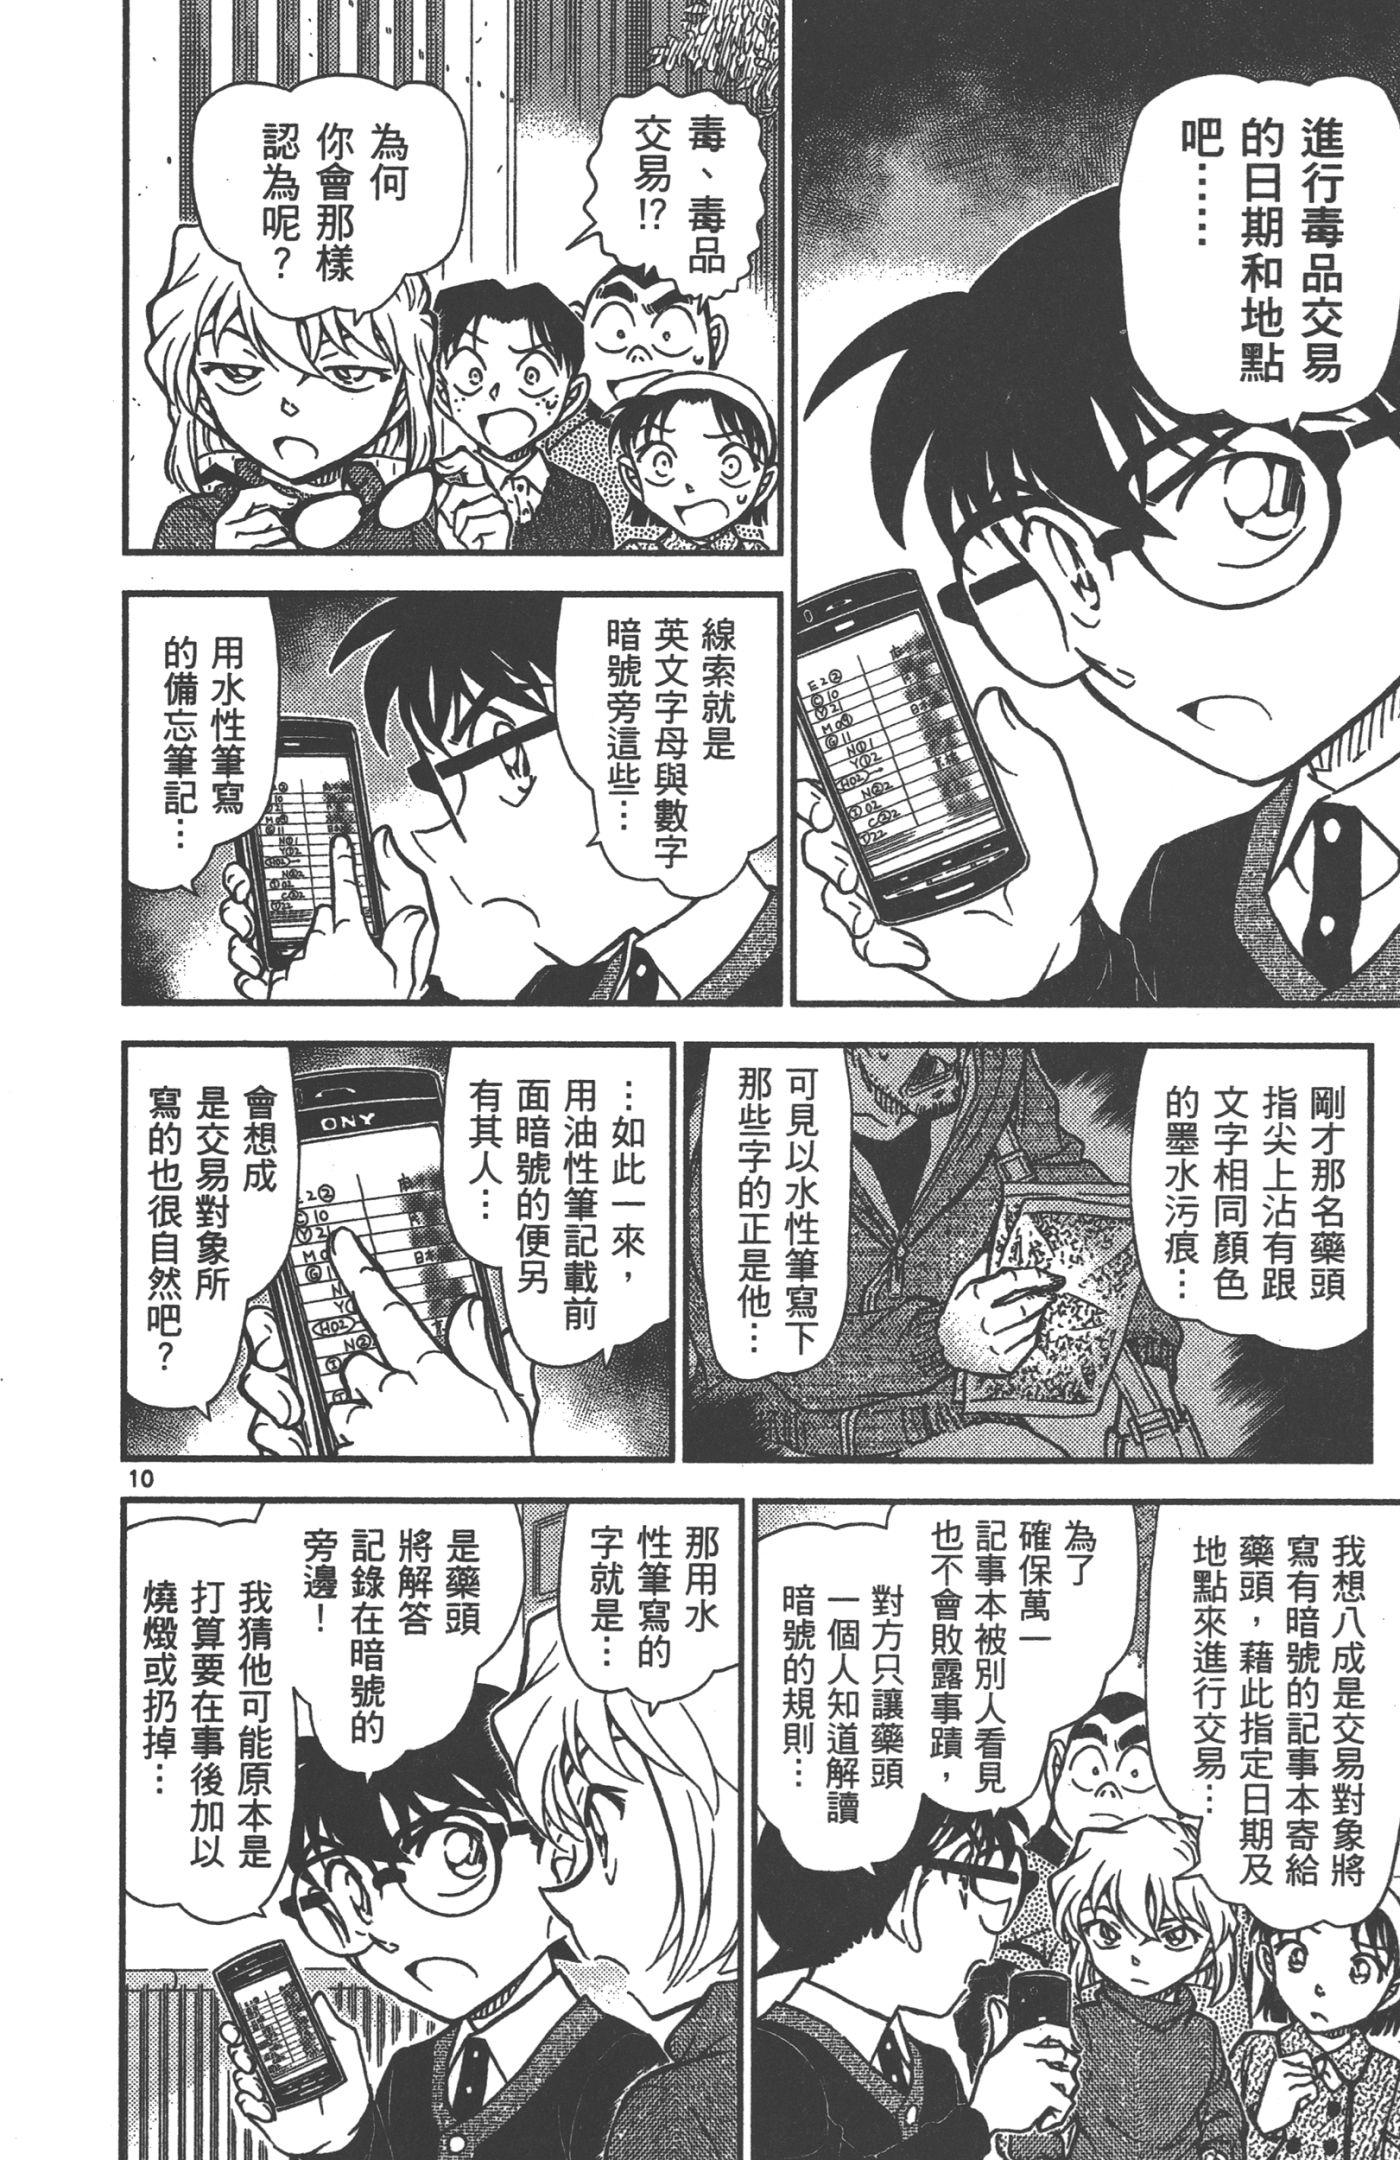 進行毒品交易
的日期和地點
吧……
毒、毒品
交易!?
為何
你會那樣
認為呢?
E2②
Ⓒ10
Ⓨ21
Ⓖ11
N①1
Y①2
N②2
Ⓘ02
C②2
線索就是
英文字母與數字
暗號旁這些…
用水性筆寫
的備忘筆記…
剛才那名藥頭
指尖上沾有跟
文字相同顏色
的墨水污痕…
可見以水性筆寫下
那些字的正是他…
…如此一來,
用油性筆記載前
面暗號的便另
有其人…
會想成
是交易對象所
寫的也很自然吧?
ONY
10
我想八成是交易對象將
寫有暗號的記事本寄給
藥頭,藉此指定日期及
地點來進行交易…
為了
確保萬一
記事本被別人看見
也不會敗露事蹟,
對方只讓藥頭
一個人知道解讀
暗號的規則…
那用水
性筆寫的
字就是…
是藥頭
將解答
記錄在暗號的
旁邊!
我猜他可能原本是
打算要在事後加以
燒燬或扔掉…